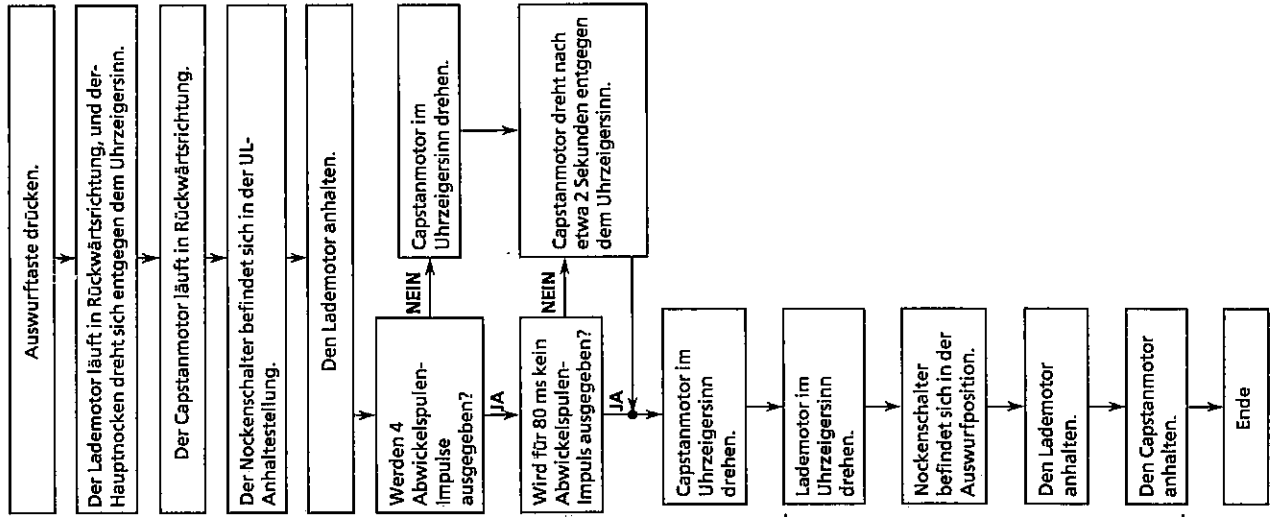 Auswurftaste drücken.
Der Lademotor läuft in Rückwärtsrichtung, und der-
Hauptnocken dreht sich entgegen dem Uhrzeigersinn.
Der Capstanmotor läuft in Rückwärtsrichtung.
Der Nockenschalter befindet sich in der UL-
Anhaltestellung.
Den Lademotor anhalten.
Werden 4
Abwickelspulen-
Impulse
ausgegeben?
NEIN
Capstanmotor im
Uhrzeigersinn drehen.
JA
Wird für 80 ms kein
Abwickelspulen-
Impuls ausgegeben?
NEIN
Capstanmotor dreht nach
etwa 2 Sekunden entgegen
dem Uhrzeigersinn.
JA
Capstanmotor im
Uhrzeigersinn
drehen.
Lademotor im
Uhrzeigersinn
drehen.
Nockenschalter
befindet sich in der
Auswurfposition.
Den Lademotor
anhalten.
Den Capstanmotor
anhalten.
Ende